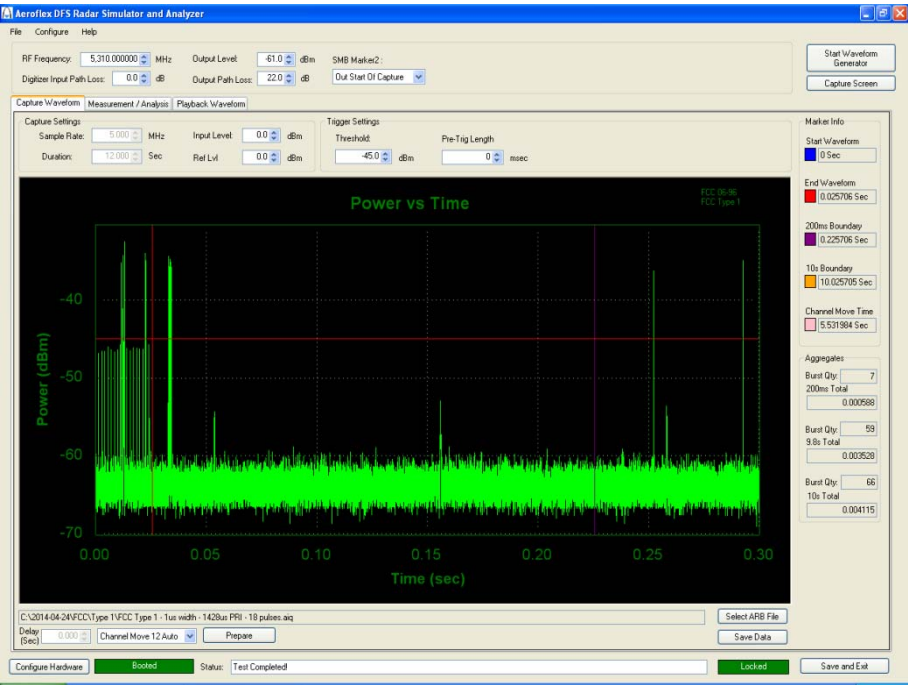 Aeroflex DFS Radar Simulator and Analyzer
File Configure Help
RF Frequency: 5,310.000000 MHz Output Level: -61.0 dBm SMB Marker2 :
Digitizer Input Path Loss: 0.0 dB Output Path Loss: 22.0 dB Out Start Of Capture
Start Waveform
Generator
Capture Screen
Capture Waveform Measurement / Analysis Playback Waveform
Capture Settings
Sample Rate: 5.000 MHz Input Level: 0.0 dBm
Duration: 12.000 Sec Ref Lvl 0.0 dBm
Trigger Settings
Threshold: Pre-Trig Length
-45.0 dBm 0 msec
Power vs Time
FCC 06-96
FCC Type 1
-40
-50
-60
-70
Power (dBm)
0.00 0.05 0.10 0.15 0.20 0.25 0.30
Time (sec)
Marker Info
Start Waveform
0 Sec
End Waveform
0.025706 Sec
200ms Boundary
0.225706 Sec
10s Boundary
10.025705 Sec
Channel Move Time
5.531984 Sec
Aggregates
Burst Qty: 7
200ms Total
0.000588
Burst Qty: 59
9.8s Total
0.003528
Burst Qty: 66
10s Total
0.004115
C:\2014-04-24\FCC\Type 1\FCC Type 1 - 1us width - 1428us PRI - 18 pulses.aiq
Select ARB File
Delay
(Sec) 0.000 Channel Move 12 Auto Prepare
Save Data
Configure Hardware Booted Status: Test Completed! Locked Save and Exit